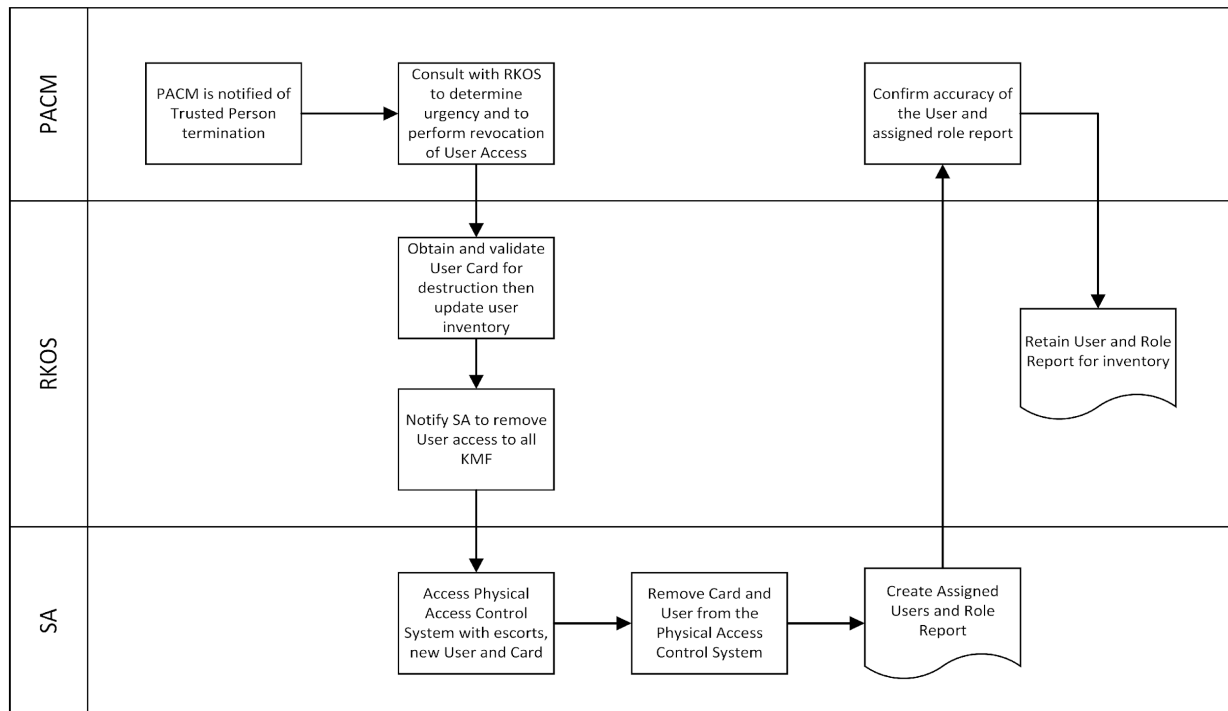 PACM
PACM is notified of
Trusted Person
termination
Consult with RKOS
to determine
urgency and to
perform revocation
of User Access
Confirm accuracy of
the User and
assigned role report
RKOS
Obtain and validate
User Card for
destruction then
update user
inventory
Notify SA to remove
User access to all
KMF
Retain User and Role
Report for inventory
SA
Access Physical
Access Control
System with escorts,
new User and Card
Remove Card and
User from the
Physical Access
Control System
Create Assigned
Users and Role
Report